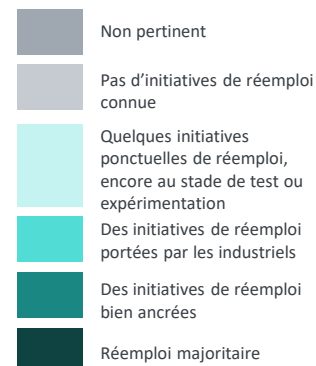 Non pertinent
Pas d'initiatives de réemploi
connue
Quelques initiatives
ponctuelles de réemploi,
encore au stade de test ou
expérimentation
Des initiatives de réemploi
portées par les industriels
Des initiatives de réemploi
bien ancrées
Réemploi majoritaire